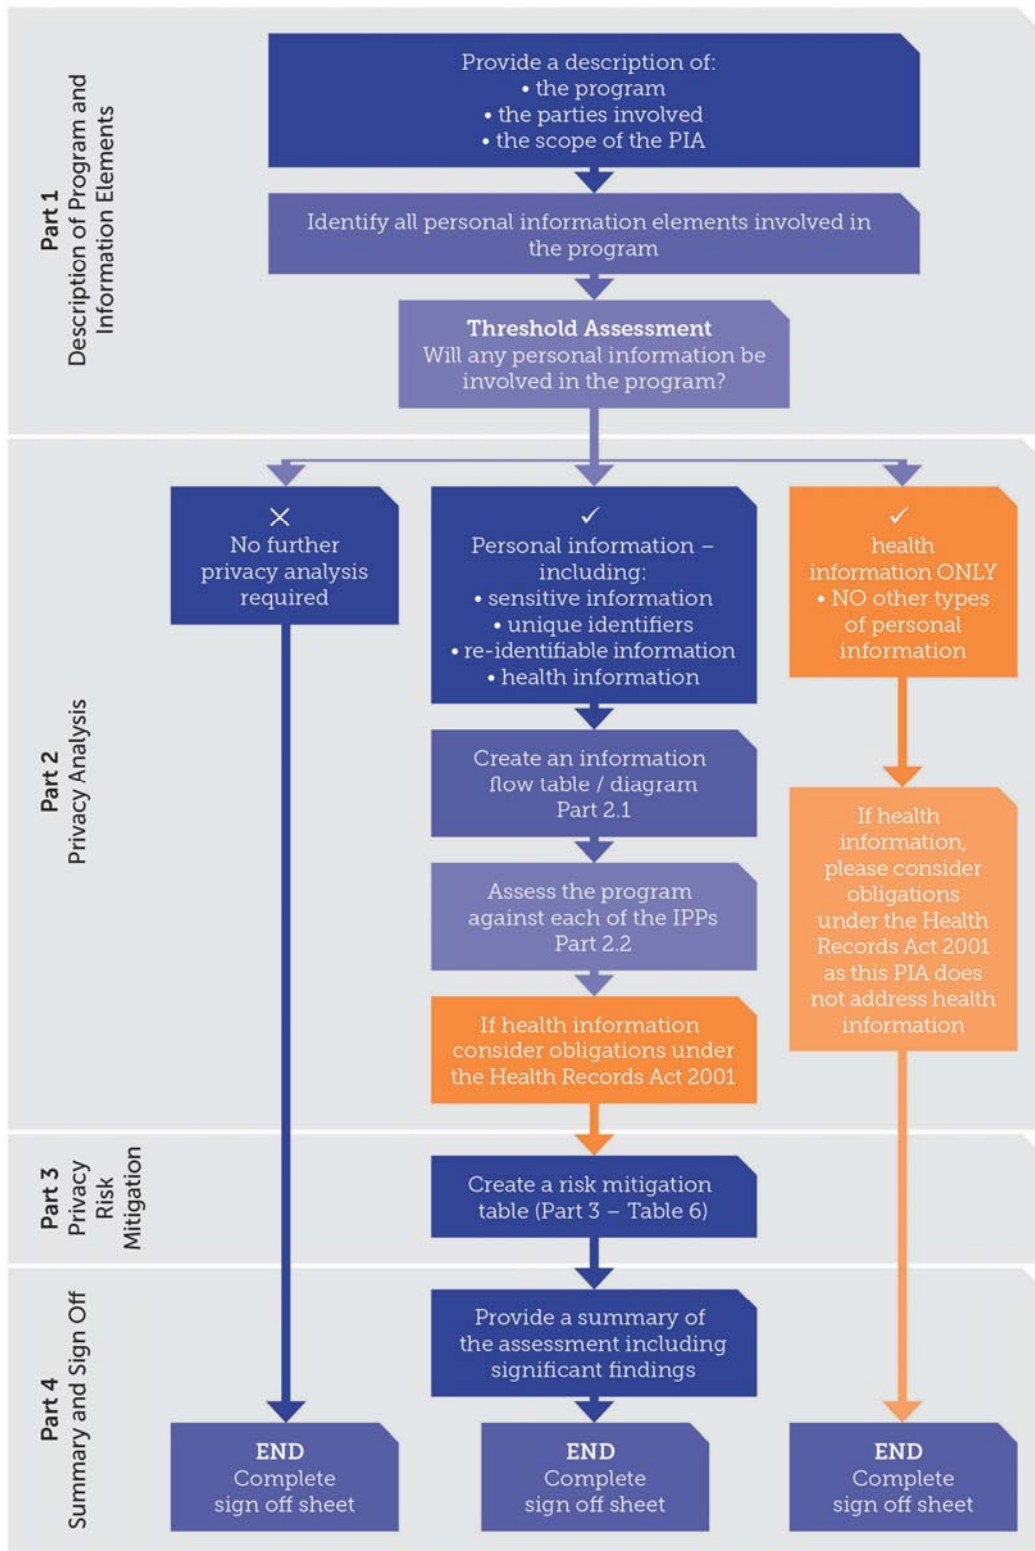 Part 1
Description of Program and
Information Elements
Provide a description of:
• the program
• the parties involved
• the scope of the PIA
Identify all personal information elements involved in
the program
Threshold Assessment
Will any personal information be
involved in the program?
Part 2
Privacy Analysis
✕
No further
privacy analysis
required
✓
Personal information –
including:
• sensitive information
• unique identifiers
• re-identifiable information
• health information
✓
health
information ONLY
• NO other types
of personal
information
Create an information
flow table / diagram
Part 2.1
Assess the program
against each of the IPPs
Part 2.2
If health information
consider obligations under
the Health Records Act 2001
If health
information,
please consider
obligations
under the Health
Records Act 2001
as this PIA does
not address health
information
Part 3
Privacy
Risk
Mitigation
Create a risk mitigation
table (Part 3 – Table 6)
Part 4
Summary and Sign Off
Provide a summary of
the assessment including
significant findings
END
Complete
sign off sheet
END
Complete
sign off sheet
END
Complete
sign off sheet